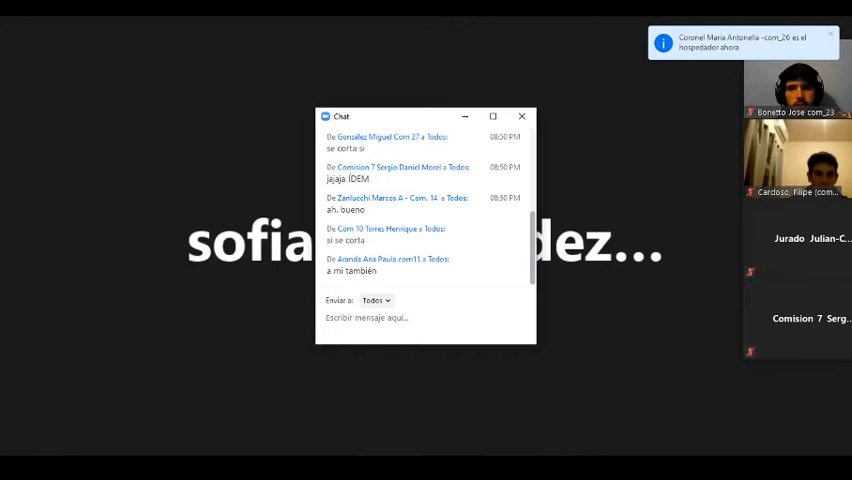 Coronel Maria Antonella -com_26 es el
hospedador ahora
Chat
De González Miguel Com 27 a Todos: 08:50 PM
se corta si
De Comision 7 Sergio Daniel Morel a Todos: 08:50 PM
jajaja ÍDEM
De Zanlucchi Marcos A - Com. 14 a Todos: 08:50 PM
ah, bueno
De Com 10 Torres Henrique a Todos:
si se corta
De Aranda Ana Paula com11 a Todos:
a mi también
Enviar a: Todos
Escribir mensaje aquí...
sofia dez...
Bonetto Jose com_23
Cardoso, Filipe (com...
Jurado Julian-C...
Comision 7 Serg...